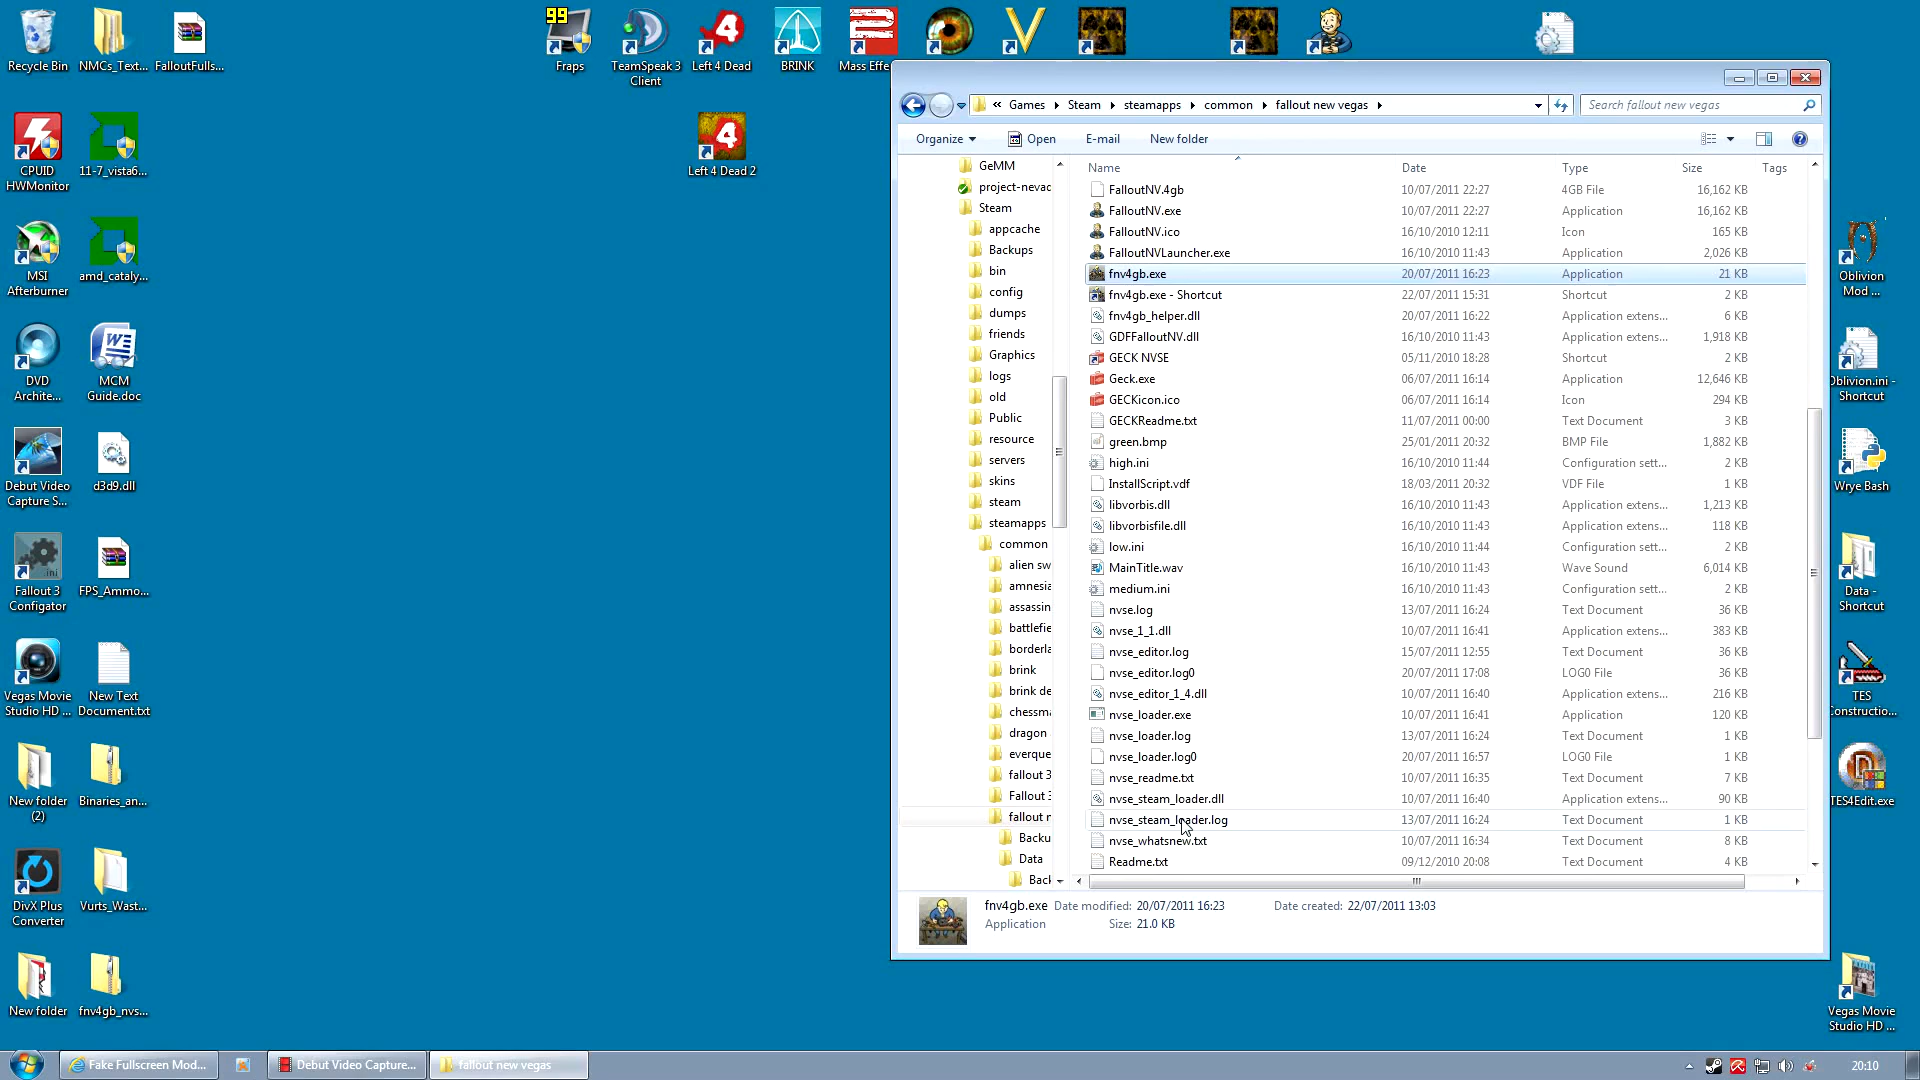 Recycle Bin
NMCs_Text...
FalloutFulls...
99
Fraps
TeamSpeak 3
Client
Left 4 Dead
BRINK
Mass Effe
CPUID
HWMonitor
11-7_vista6...
Left 4 Dead 2
MSI
Afterburner
amd_cataly...
DVD
Archite...
MCM
Guide.doc
Debut Video
Capture S...
d3d9.dll
Fallout 3
Configator
FPS_Ammo...
Vegas Movie
Studio HD ...
New Text
Document.txt
New folder
(2)
Binaries_an...
DivX Plus
Converter
Vurts_Wast...
New folder
fnv4gb_nvs...
« Games Steam steamapps common fallout new vegas
Search fallout new vegas
Organize Open E-mail New folder
GeMM
project-nevad
Steam
appcache
Backups
bin
config
dumps
friends
Graphics
logs
old
Public
resource
servers
skins
steam
steamapps
common
alien sw
amnesia
assassin
battlefie
borderla
brink
brink de
chessma
dragon
everque
fallout 3
Fallout 3
fallout n
Backu
Data
Back
Name Date Type Size Tags
FalloutNV.4gb 10/07/2011 22:27 4GB File 16,162 KB
FalloutNV.exe 10/07/2011 22:27 Application 16,162 KB
FalloutNV.ico 16/10/2010 12:11 Icon 165 KB
FalloutNVLauncher.exe 16/10/2010 11:43 Application 2,026 KB
fnv4gb.exe 20/07/2011 16:23 Application 21 KB
fnv4gb.exe - Shortcut 22/07/2011 15:31 Shortcut 2 KB
fnv4gb_helper.dll 20/07/2011 16:22 Application extens... 6 KB
GDFFalloutNV.dll 16/10/2010 11:43 Application extens... 1,918 KB
GECK NVSE 05/11/2010 18:28 Shortcut 2 KB
Geck.exe 06/07/2011 16:14 Application 12,646 KB
GECKicon.ico 06/07/2011 16:14 Icon 294 KB
GECKReadme.txt 11/07/2011 00:00 Text Document 3 KB
green.bmp 25/01/2011 20:32 BMP File 1,882 KB
high.ini 16/10/2010 11:44 Configuration sett... 2 KB
InstallScript.vdf 18/03/2011 20:32 VDF File 1 KB
libvorbis.dll 16/10/2010 11:43 Application extens... 1,213 KB
libvorbisfile.dll 16/10/2010 11:43 Application extens... 118 KB
low.ini 16/10/2010 11:44 Configuration sett... 2 KB
MainTitle.wav 16/10/2010 11:43 Wave Sound 6,014 KB
medium.ini 16/10/2010 11:43 Configuration sett... 2 KB
nvse.log 13/07/2011 16:24 Text Document 36 KB
nvse_1_1.dll 10/07/2011 16:41 Application extens... 383 KB
nvse_editor.log 15/07/2011 12:55 Text Document 36 KB
nvse_editor.log0 20/07/2011 17:08 LOG0 File 36 KB
nvse_editor_1_4.dll 10/07/2011 16:40 Application extens... 216 KB
nvse_loader.exe 10/07/2011 16:41 Application 120 KB
nvse_loader.log 13/07/2011 16:24 Text Document 1 KB
nvse_loader.log0 20/07/2011 16:57 LOG0 File 1 KB
nvse_readme.txt 10/07/2011 16:35 Text Document 7 KB
nvse_steam_loader.dll 10/07/2011 16:40 Application extens... 90 KB
nvse_steam_loader.log 13/07/2011 16:24 Text Document 1 KB
nvse_whatsnew.txt 10/07/2011 16:34 Text Document 8 KB
Readme.txt 09/12/2010 20:08 Text Document 4 KB
fnv4gb.exe Date modified: 20/07/2011 16:23 Date created: 22/07/2011 13:03
Application Size: 21.0 KB
Oblivion
Mod ...
Oblivion.ini -
Shortcut
Wrye Bash
Data -
Shortcut
TES
Constructio...
TES4Edit.exe
Vegas Movie
Studio HD ...
Fake Fullscreen Mod...
Debut Video Capture...
fallout new vegas
20:10